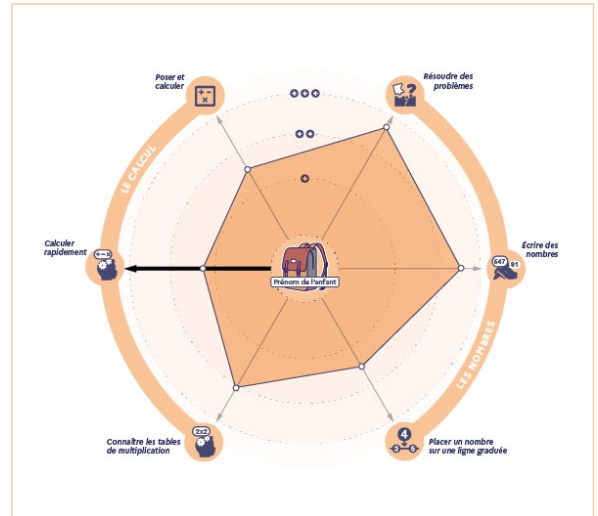 Poser et
calculer
+ -
x
+++
++
+
Résoudre des
problèmes
?
LE CALCUL
Calculer
rapidement
+ - x
Prénom de l'enfant
Écrire des
nombres
547
91
LES NOMBRES
Connaître les tables
de multiplication
2x2
4
3 5
Placer un nombre
sur une ligne graduée